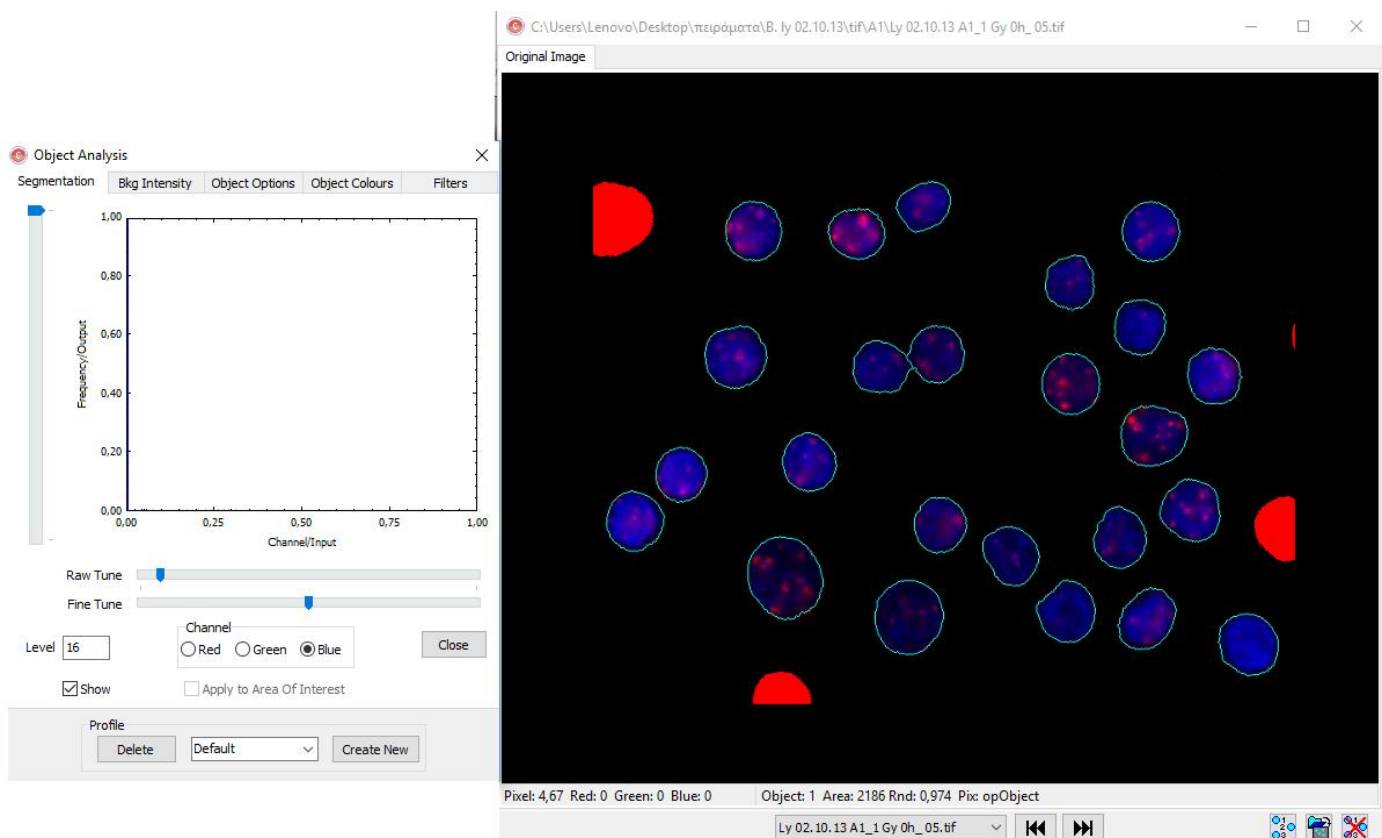 C:\Users\Lenovo\Desktop\πειράματα\B. ly 02.10.13\tif\A1\Ly 02.10.13 A1_1 Gy 0h_ 05.tif
Original Image
Object Analysis
Segmentation Bkg Intensity Object Options Object Colours Filters
1,00
0,80
0,60
0,40
0,20
0,00
Frequency/Output
0,00 0,25 0,50 0,75 1,00
Channel/Input
Raw Tune
Fine Tune
Level 16
Channel
Red Green Blue
Close
Show
Apply to Area Of Interest
Profile
Delete Default Create New
Pixel: 4,67 Red: 0 Green: 0 Blue: 0 Object: 1 Area: 2186 Rnd: 0,974 Pix: opObject
Ly 02.10.13 A1_1 Gy 0h_ 05.tif